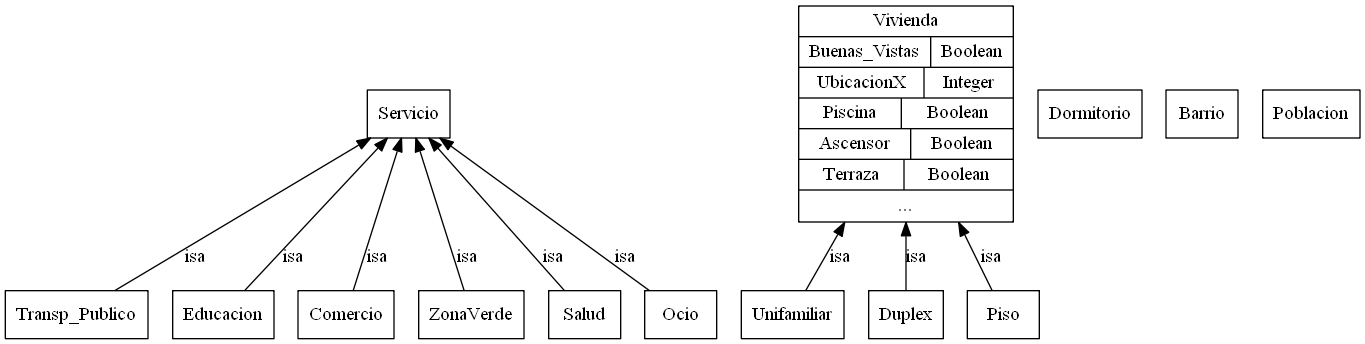 Vivienda
Buenas_Vistas Boolean
UbicacionX Integer
Servicio Piscina Boolean Dormitorio Barrio Poblacion
Ascensor Boolean
Terraza Boolean
...
isa isa isa isa isa isa isa isa isa
Transp_Publico Educacion Comercio ZonaVerde Salud Ocio Unifamiliar Duplex Piso